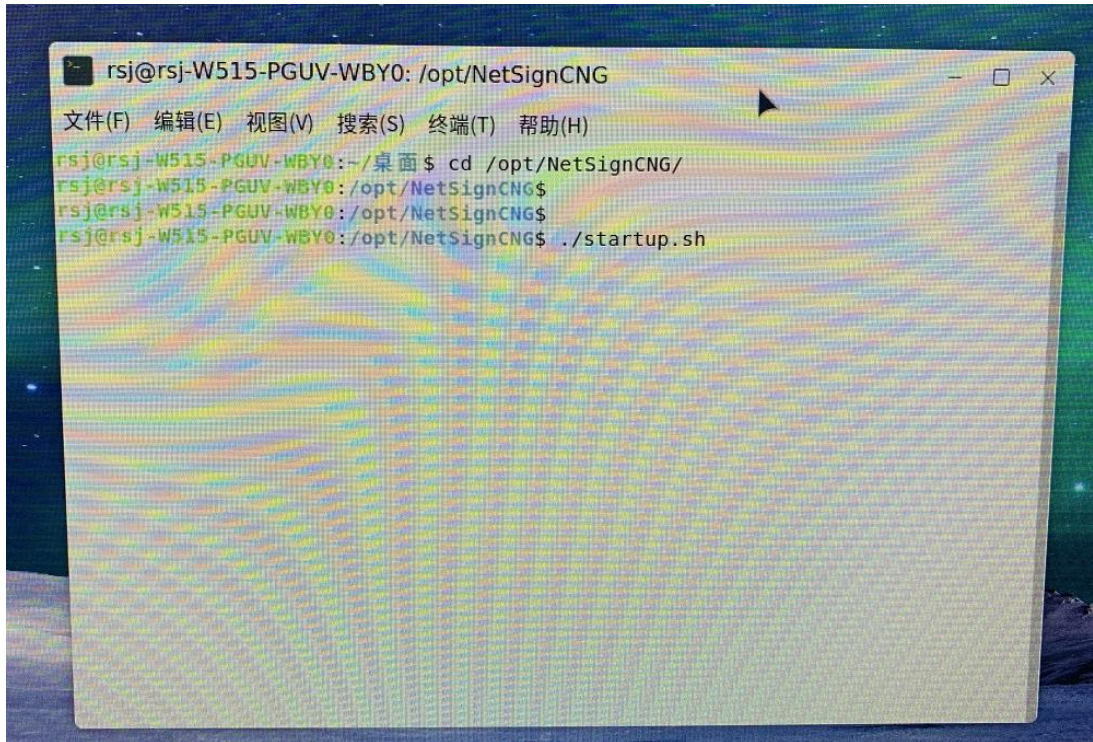 rsj@rsj-W515-PGUV-WBY0: /opt/NetSignCNG
文件(F) 编辑(E) 视图(V) 搜索(S) 终端(T) 帮助(H)
rsj@rsj-W515-PGUV-WBY0:~/桌面$ cd /opt/NetSignCNG/
rsj@rsj-W515-PGUV-WBY0:/opt/NetSignCNG$
rsj@rsj-W515-PGUV-WBY0:/opt/NetSignCNG$
rsj@rsj-W515-PGUV-WBY0:/opt/NetSignCNG$ ./startup.sh